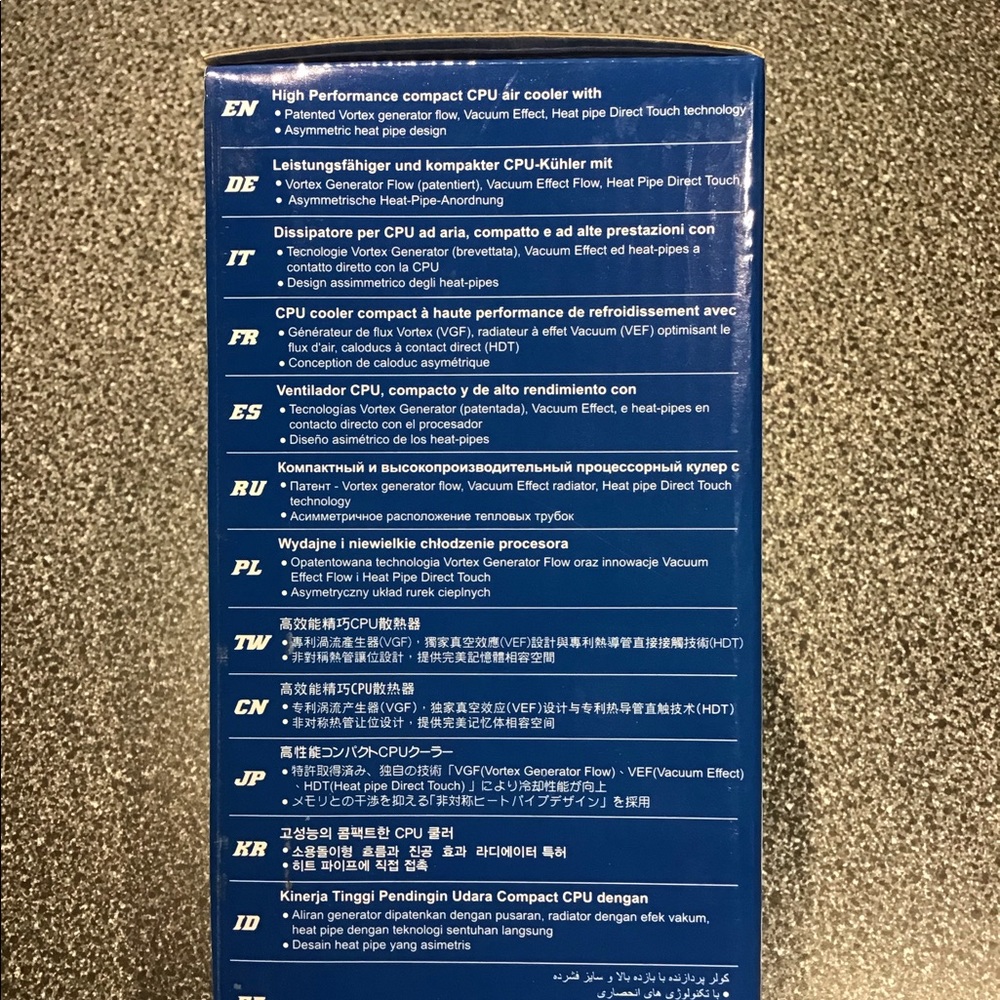 EN
High Performance compact CPU air cooler with
• Patented Vortex generator flow, Vacuum Effect, Heat pipe Direct Touch technology
• Asymmetric heat pipe design
DE
Leistungsfähiger und kompakter CPU-Kühler mit
• Vortex Generator Flow (patentiert), Vacuum Effect Flow, Heat Pipe Direct Touch
• Asymmetrische Heat-Pipe-Anordnung
IT
Dissipatore per CPU ad aria, compatto e ad alte prestazioni con
• Tecnologie Vortex Generator (brevettata), Vacuum Effect ed heat-pipes a
contatto diretto con la CPU
• Design assimmetrico degli heat-pipes
FR
CPU cooler compact à haute performance de refroidissement avec
• Générateur de flux Vortex (VGF), radiateur à effet Vacuum (VEF) optimisant le
flux d'air, caloducs à contact direct (HDT)
• Conception de caloduc asymétrique
ES
Ventilador CPU, compacto y de alto rendimiento con
• Tecnologías Vortex Generator (patentada), Vacuum Effect, e heat-pipes en
contacto directo con el procesador
• Diseño asimétrico de los heat-pipes
RU
Компактный и высокопроизводительный процессорный кулер с
• Патент - Vortex generator flow, Vacuum Effect radiator, Heat pipe Direct Touch
technology
• Асимметричное расположение тепловых трубок
PL
Wydajne i niewielkie chłodzenie procesora
• Opatentowana technologia Vortex Generator Flow oraz innowacje Vacuum
Effect Flow i Heat Pipe Direct Touch
• Asymetryczny układ rurek cieplnych
TW
高效能精巧CPU散熱器
• 專利渦流產生器(VGF)，獨家真空效應(VEF)設計與專利熱導管直接接觸技術(HDT)
• 非對稱熱管讓位設計，提供完美記憶體相容空間
CN
高效能精巧CPU散热器
• 专利涡流产生器(VGF)，独家真空效应(VEF)设计与专利热导管直触技术(HDT)
• 非对称热管让位设计，提供完美记忆体相容空间
JP
高性能コンパクトCPUクーラー
• 特許取得済み、独自の技術「VGF(Vortex Generator Flow)、VEF(Vacuum Effect)
、HDT(Heat pipe Direct Touch) 」により冷却性能が向上
• メモリとの干渉を抑える「非対称ヒートパイプデザイン」を採用
KR
고성능의 콤팩트한 CPU 쿨러
• 소용돌이형 흐름과 진공 효과 라디에이터 특허
• 히트 파이프에 직접 접촉
ID
Kinerja Tinggi Pendingin Udara Compact CPU dengan
• Aliran generator dipatenkan dengan pusaran, radiator dengan efek vakum,
heat pipe dengan teknologi sentuhan langsung
• Desain heat pipe yang asimetris
کولر پردازنده با بازده بالا و سایز فشرده
• با تکنولوژی های انحصاری